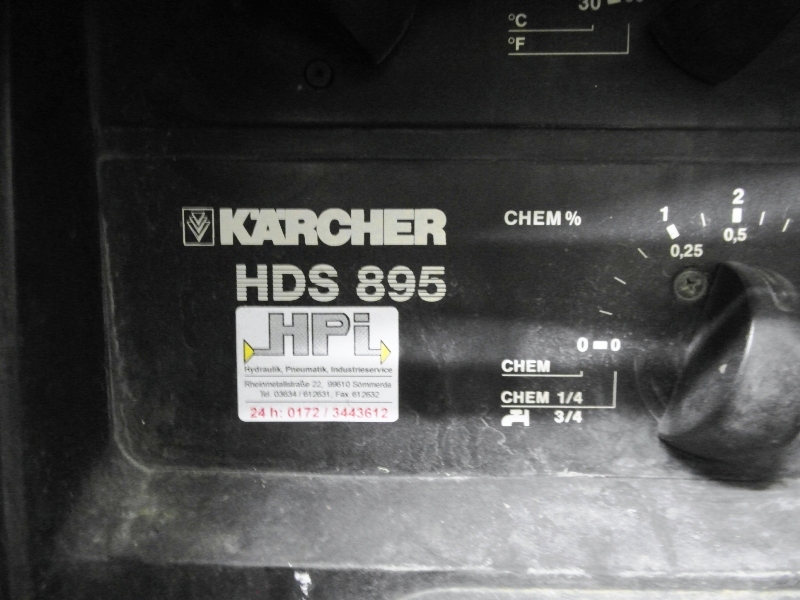 °C
°F
30
KÄRCHER
HDS 895
CHEM%
1
2
0,25
0,5
0 0
CHEM
CHEM 1/4
3/4
HPi
Hydraulik, Pneumatik, Industrieservice
Rheinmetallstraße 22, 99610 Sömmerda
Tel. 03634 / 612631, Fax 612632
24 h: 0172 / 3443612